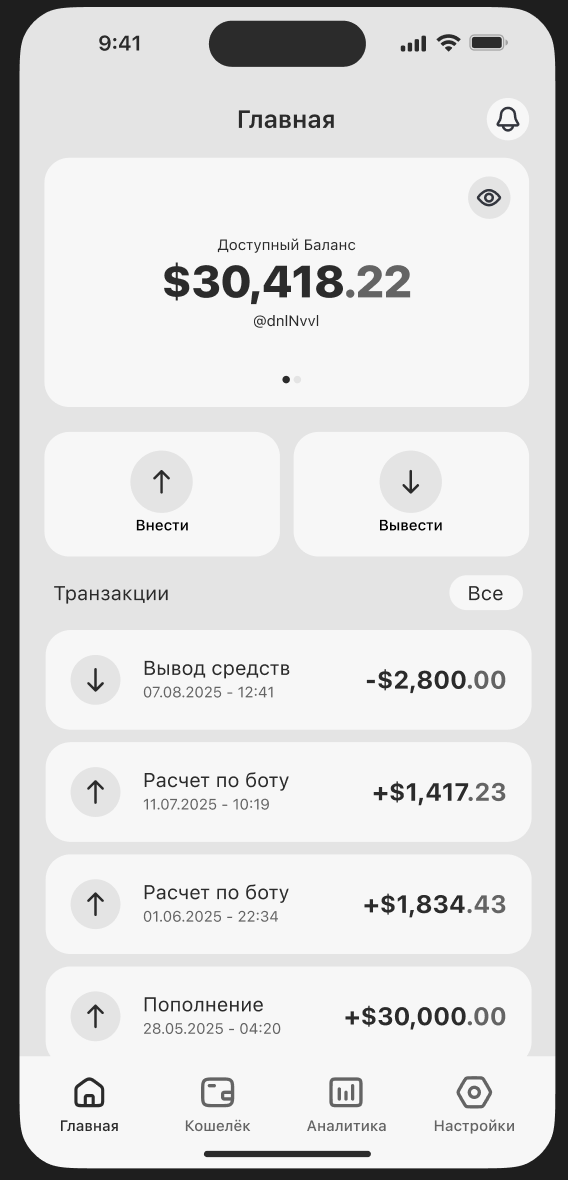 9:41
Главная
Доступный Баланс
$30,418.22
@dnlNvvl
Внести
Вывести
Транзакции
Все
Вывод средств
-$2,800.00
07.08.2025 - 12:41
Расчет по боту
+$1,417.23
11.07.2025 - 10:19
Расчет по боту
+$1,834.43
01.06.2025 - 22:34
Пополнение
+$30,000.00
28.05.2025 - 04:20
Главная
Кошелёк
Аналитика
Настройки